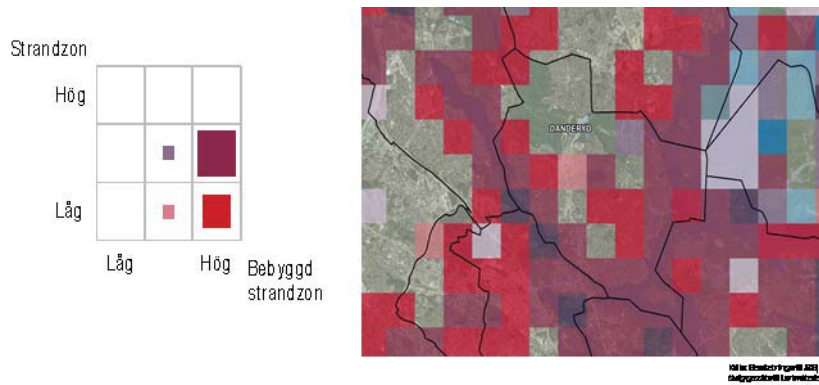 Strandzon
Hög
Låg
Låg
Hög
Bebyggd
strandzon
DANDERYD